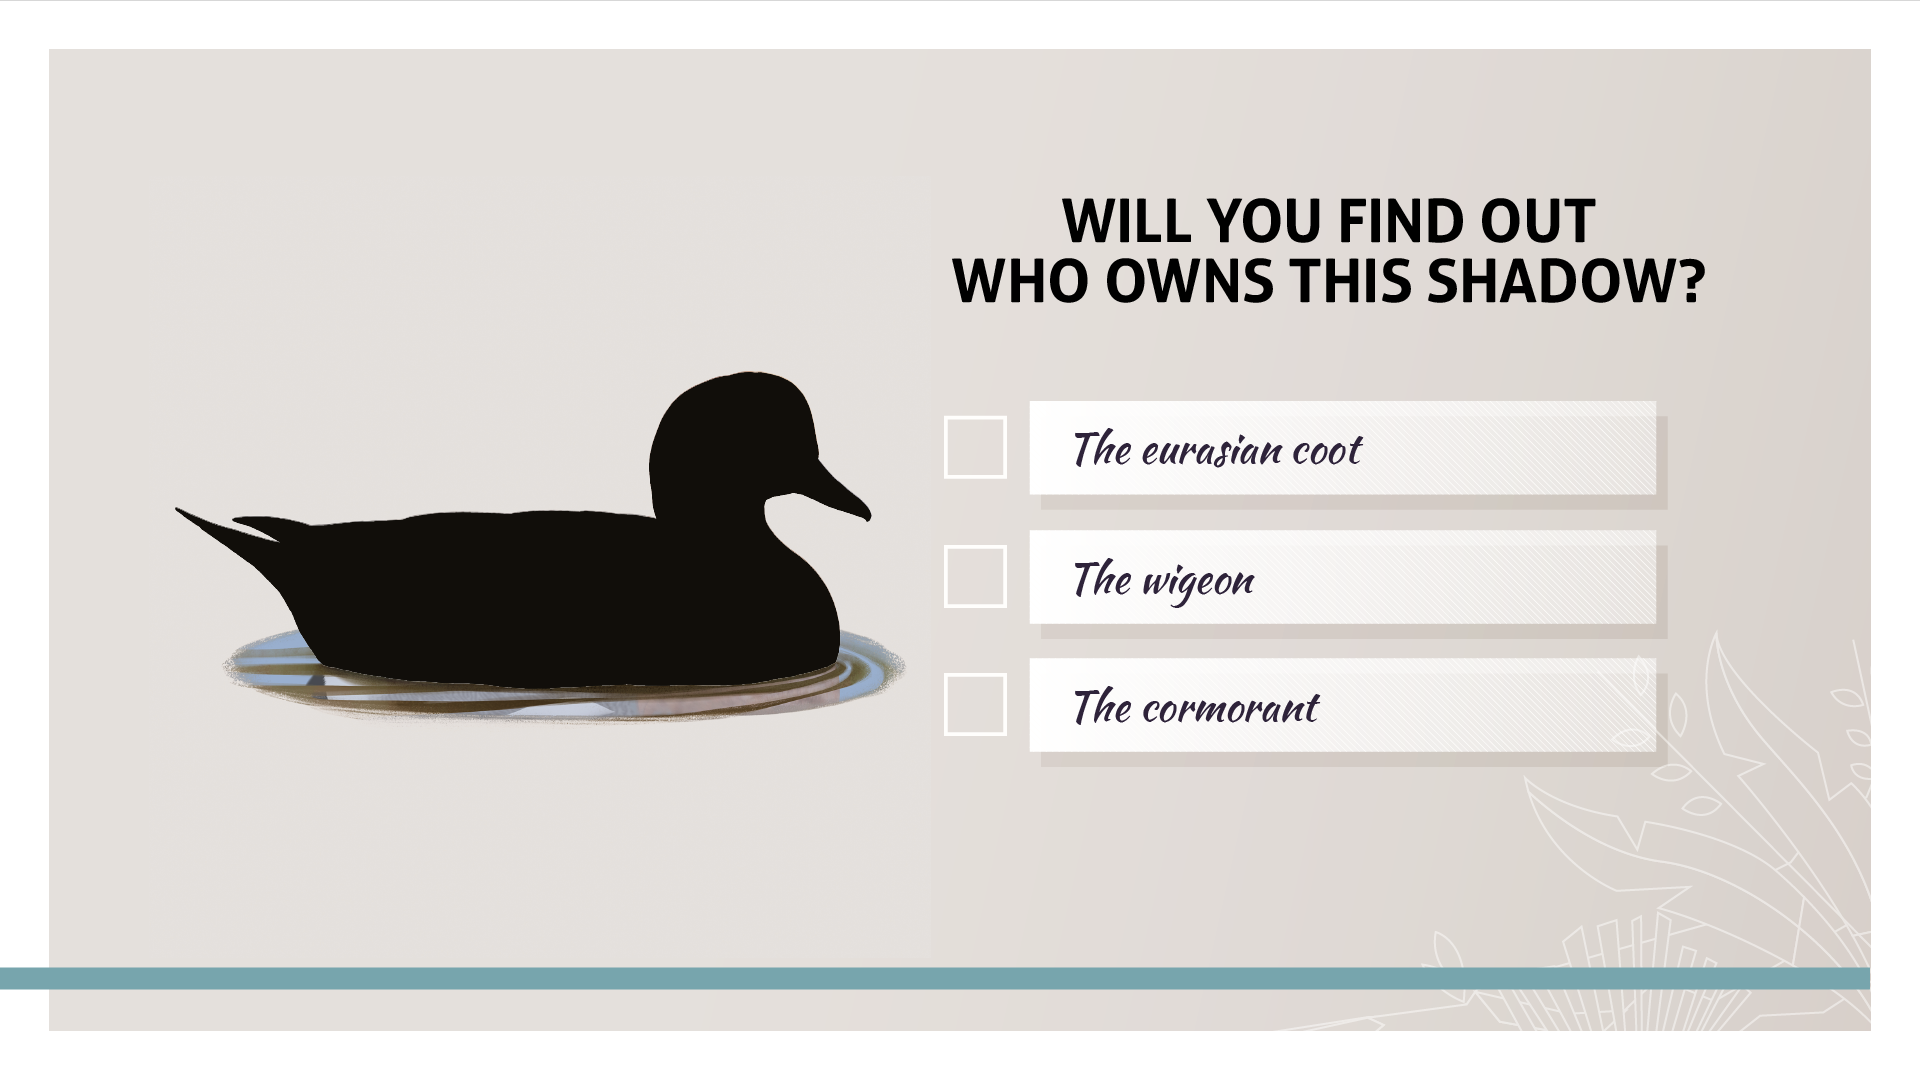 WILL YOU FIND OUT
WHO OWNS THIS SHADOW?
The eurasian coot
The wigeon
The cormorant